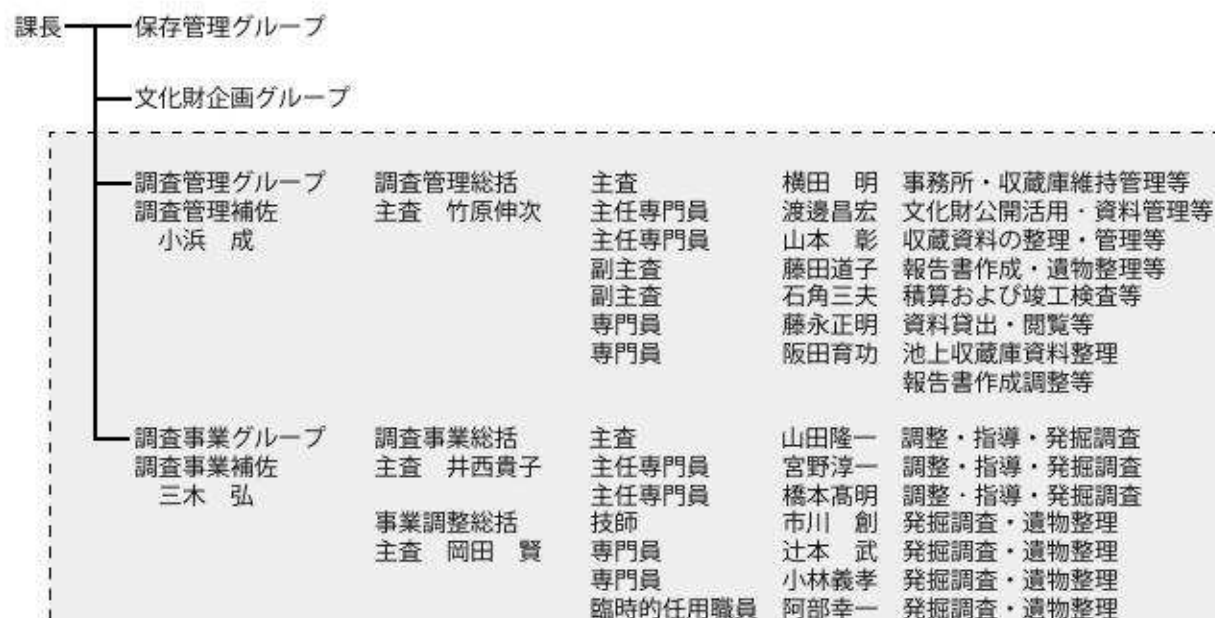 課長 保存管理グループ
文化財企画グループ
調査管理グループ 調査管理総括 主査 横田　明 事務所・収蔵庫維持管理等
調査管理補佐 主査　竹原伸次 主任専門員 渡邊昌宏 文化財公開活用・資料管理等
小浜　成 主任専門員 山本　彰 収蔵資料の整理・管理等
副主査 藤田道子 報告書作成・遺物整理等
副主査 石角三夫 積算および竣工検査等
専門員 藤永正明 資料貸出・閲覧等
専門員 阪田育功 池上収蔵庫資料整理
報告書作成調整等
調査事業グループ 調査事業総括 主査 山田隆一 調整・指導・発掘調査
調査事業補佐 主査　井西貴子 主任専門員 宮野淳一 調整・指導・発掘調査
三木　弘 主任専門員 橋本髙明 調整・指導・発掘調査
事業調整総括 技師 市川　創 発掘調査・遺物整理
主査　岡田　賢 専門員 辻本　武 発掘調査・遺物整理
専門員 小林義孝 発掘調査・遺物整理
臨時的任用職員 阿部幸一 発掘調査・遺物整理